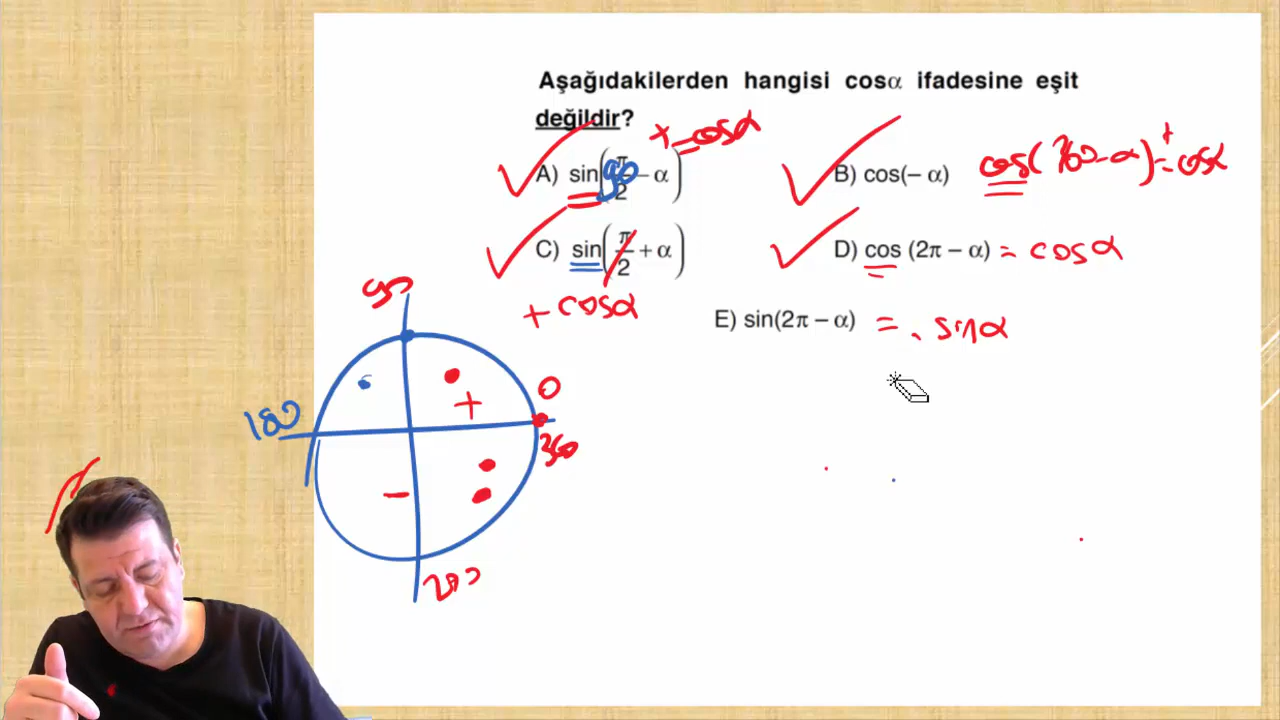 Aşağıdakilerden hangisi cosα ifadesine eşit
değildir?
+ cosα
A) sin(π/2 − α) 90
B) cos(− α) cos(360 − α) = + cosα
C) sin(π/2 + α)
D) cos (2π − α) = cosα
+ cosα
E) sin(2π − α) = . sinα
90
0
+
180
360
−